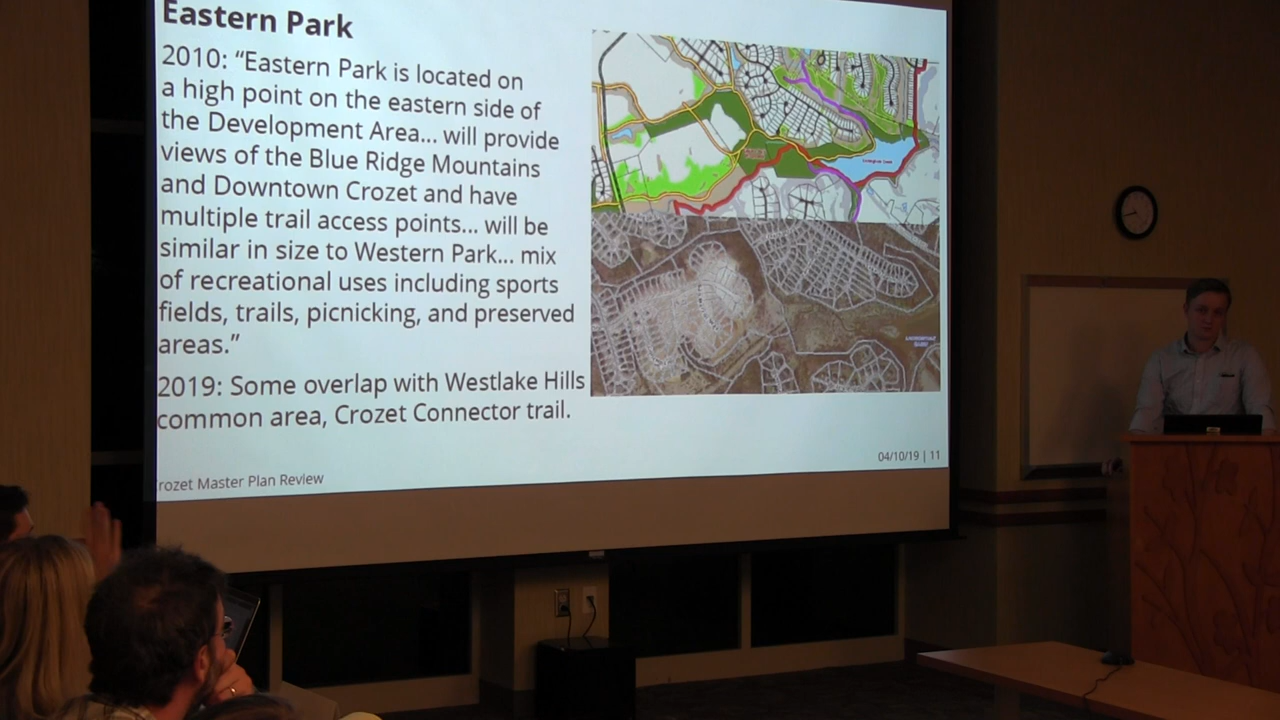 Eastern Park
2010: “Eastern Park is located on
a high point on the eastern side of
the Development Area... will provide
views of the Blue Ridge Mountains
and Downtown Crozet and have
multiple trail access points... will be
similar in size to Western Park... mix
of recreational uses including sports
fields, trails, picnicking, and preserved
areas.”
2019: Some overlap with Westlake Hills
common area, Crozet Connector trail.
04/10/19 | 11
rozet Master Plan Review